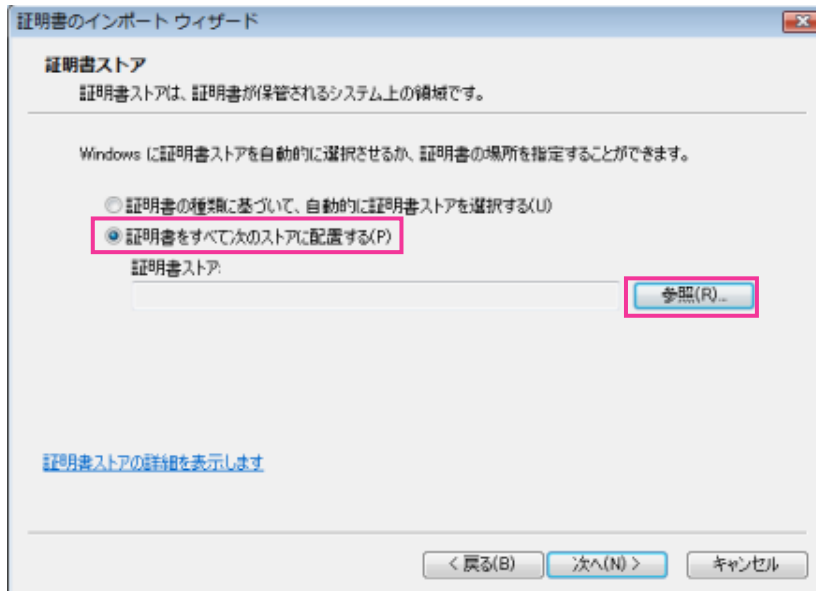 証明書のインポート ウィザード
証明書ストア
証明書ストアは、証明書が保管されるシステム上の領域です。
Windows に証明書ストアを自動的に選択させるか、証明書の場所を指定することができます。
証明書の種類に基づいて、自動的に証明書ストアを選択する(U)
証明書をすべて次のストアに配置する(P)
証明書ストア:
参照(R)...
証明書ストアの詳細を表示します
< 戻る(B)
次へ(N) >
キャンセル